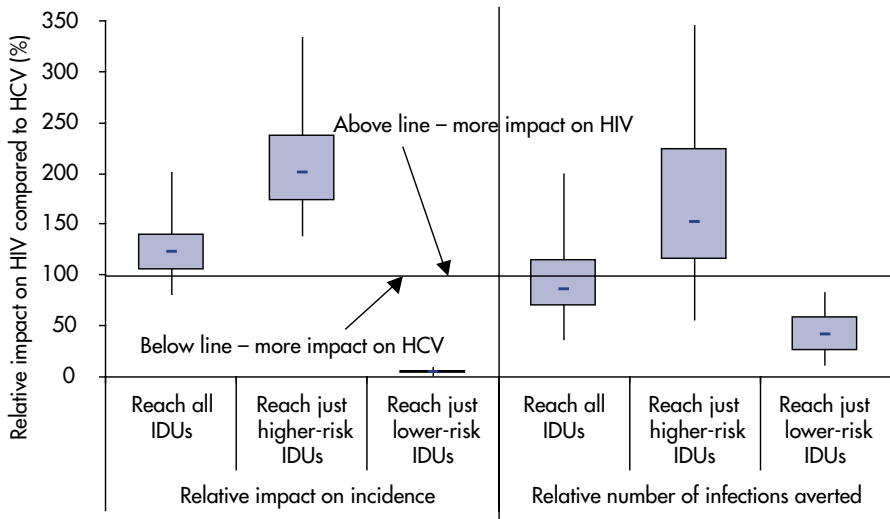 Relative impact on HIV compared to HCV (%)
350
300
250
200
150
100
50
0
Above line – more impact on HIV
Below line – more impact on HCV
Reach all
IDUs
Reach just
higher-risk
IDUs
Reach just
lower-risk
IDUs
Reach all
IDUs
Reach just
higher-risk
IDUs
Reach just
lower-risk
IDUs
Relative impact on incidence
Relative number of infections averted